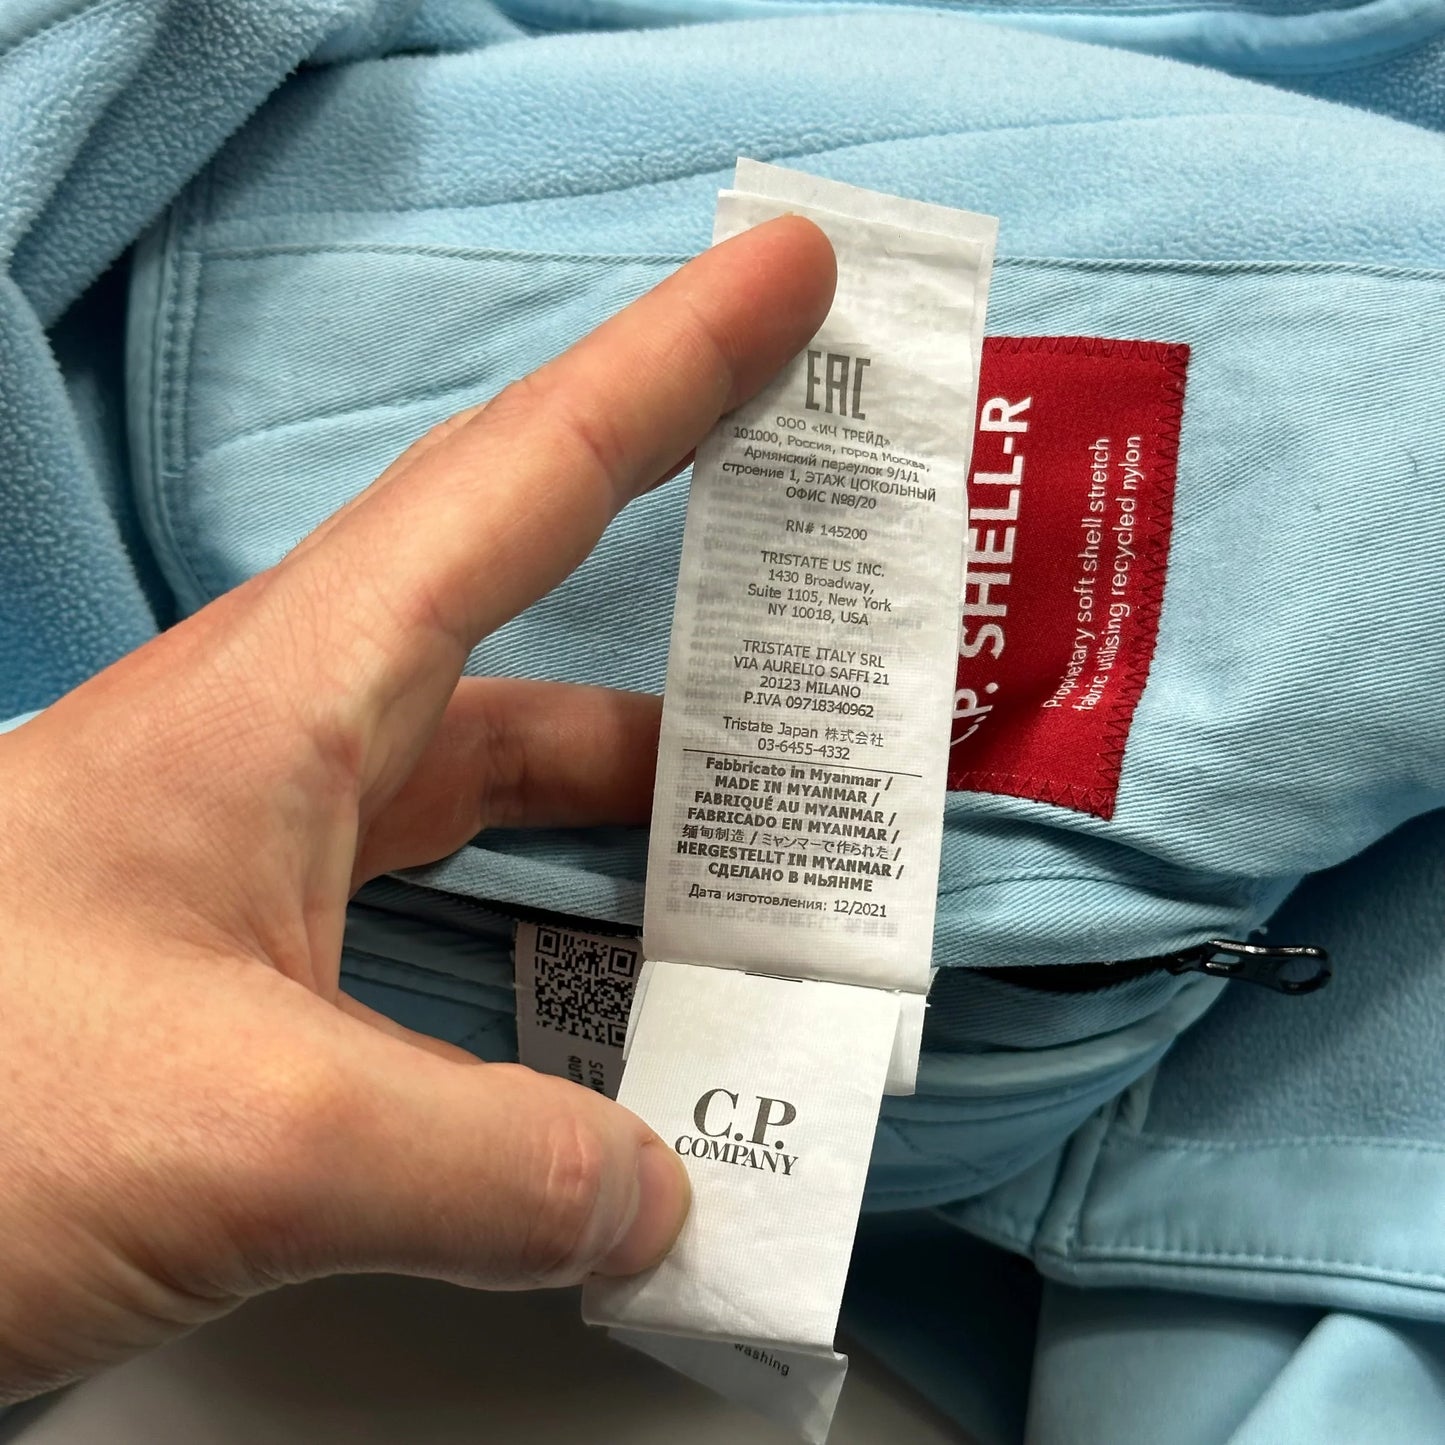 EAC
ООО «ИЧ ТРЕЙД»
101000, Россия, город Москва,
Армянский переулок 9/1/1
строение 1, ЭТАЖ ЦОКОЛЬНЫЙ
ОФИС №8/20
RN# 145200
TRISTATE US INC.
1430 Broadway,
Suite 1105, New York
NY 10018, USA
TRISTATE ITALY SRL
VIA AURELIO SAFFI 21
20123 MILANO
P.IVA 09718340962
Tristate Japan 株式会社
03-6455-4332
Fabbricato in Myanmar /
MADE IN MYANMAR /
FABRIQUÉ AU MYANMAR /
FABRICADO EN MYANMAR /
缅甸制造 / ミャンマーで作られた /
HERGESTELLT IN MYANMAR /
СДЕЛАНО В МЬЯНМЕ
Дата изготовления: 12/2021
C.P. SHELL-R
Proprietary soft shell stretch
fabric utilising recycled nylon
C.P.
COMPANY
washing